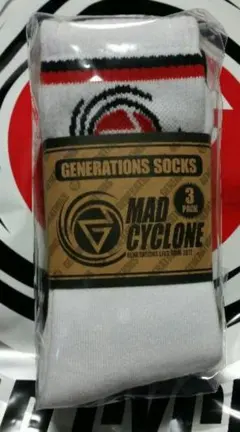 GENERATIONS SOCKS
MAD
CYCLONE
3
PACK
GENERATIONS LIVE TOUR 2017